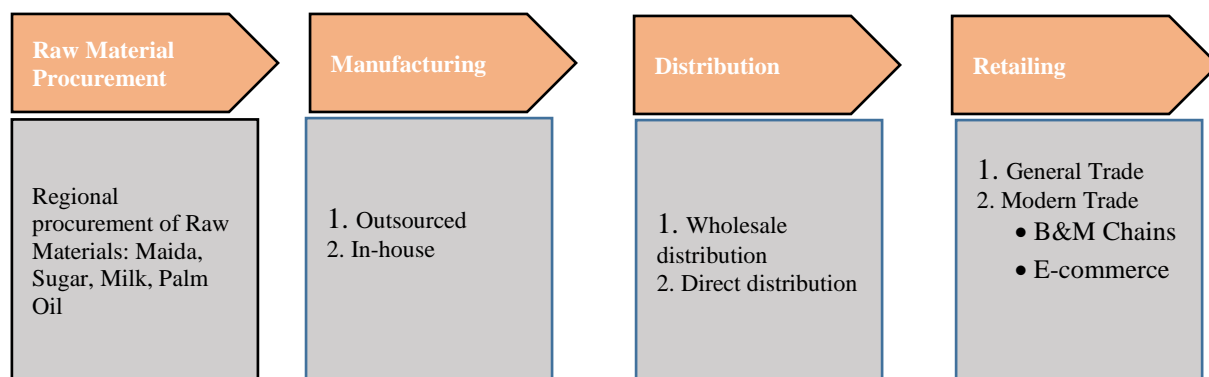 Raw Material
Procurement
Regional
procurement of Raw
Materials: Maida,
Sugar, Milk, Palm
Oil
Manufacturing
1. Outsourced
2. In-house
Distribution
1. Wholesale
distribution
2. Direct distribution
Retailing
1. General Trade
2. Modern Trade
• B&M Chains
• E-commerce